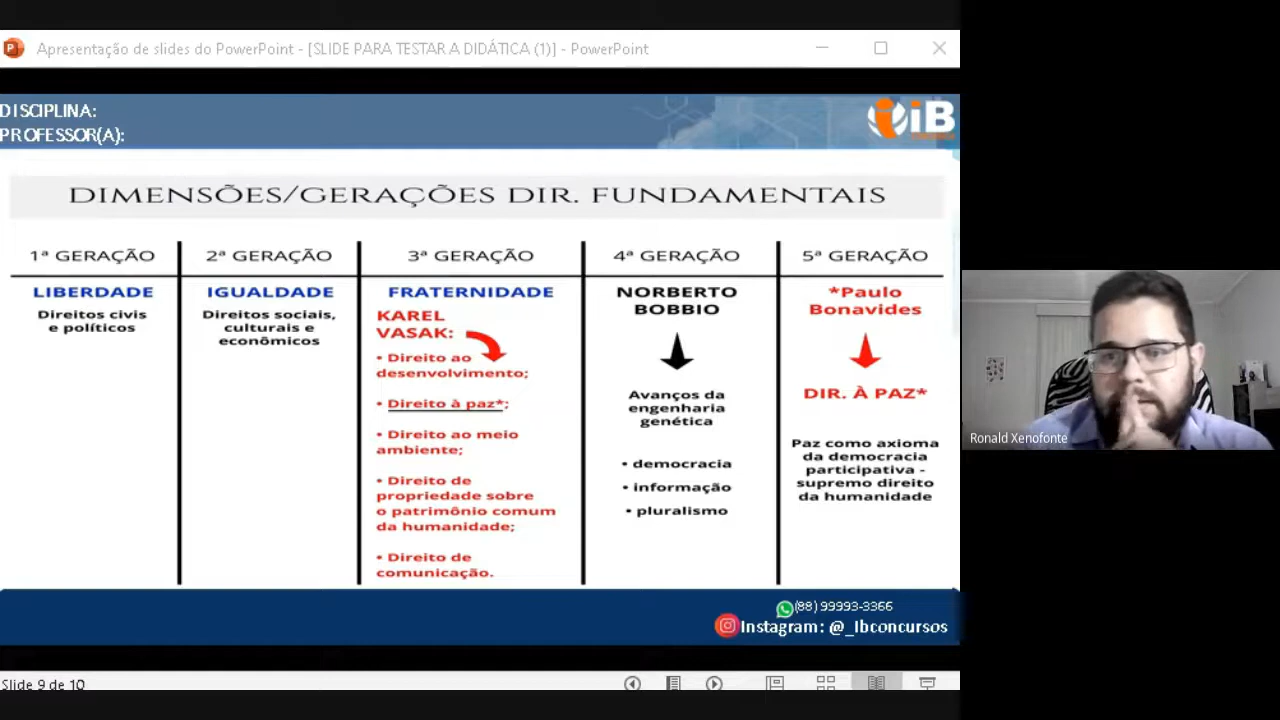 Apresentação de slides do PowerPoint - [SLIDE PARA TESTAR A DIDÁTICA (1)] - PowerPoint
DISCIPLINA:
PROFESSOR(A):
iB
DIMENSÕES/GERAÇÕES DIR. FUNDAMENTAIS
1ª GERAÇÃO
LIBERDADE
Direitos civis
e políticos
2ª GERAÇÃO
IGUALDADE
Direitos sociais,
culturais e
econômicos
3ª GERAÇÃO
FRATERNIDADE
KAREL
VASAK:
• Direito ao
desenvolvimento;
• Direito à paz*;
• Direito ao meio
ambiente;
• Direito de
propriedade sobre
o patrimônio comum
da humanidade;
• Direito de
comunicação.
4ª GERAÇÃO
NORBERTO
BOBBIO
Avanços da
engenharia
genética
• democracia
• informação
• pluralismo
5ª GERAÇÃO
*Paulo
Bonavides
DIR. À PAZ*
Paz como axioma
da democracia
participativa -
supremo direito
da humanidade
(88) 99993-3366
Instagram: @_Ibconcursos
Slide 9 de 10
Ronald Xenofonte